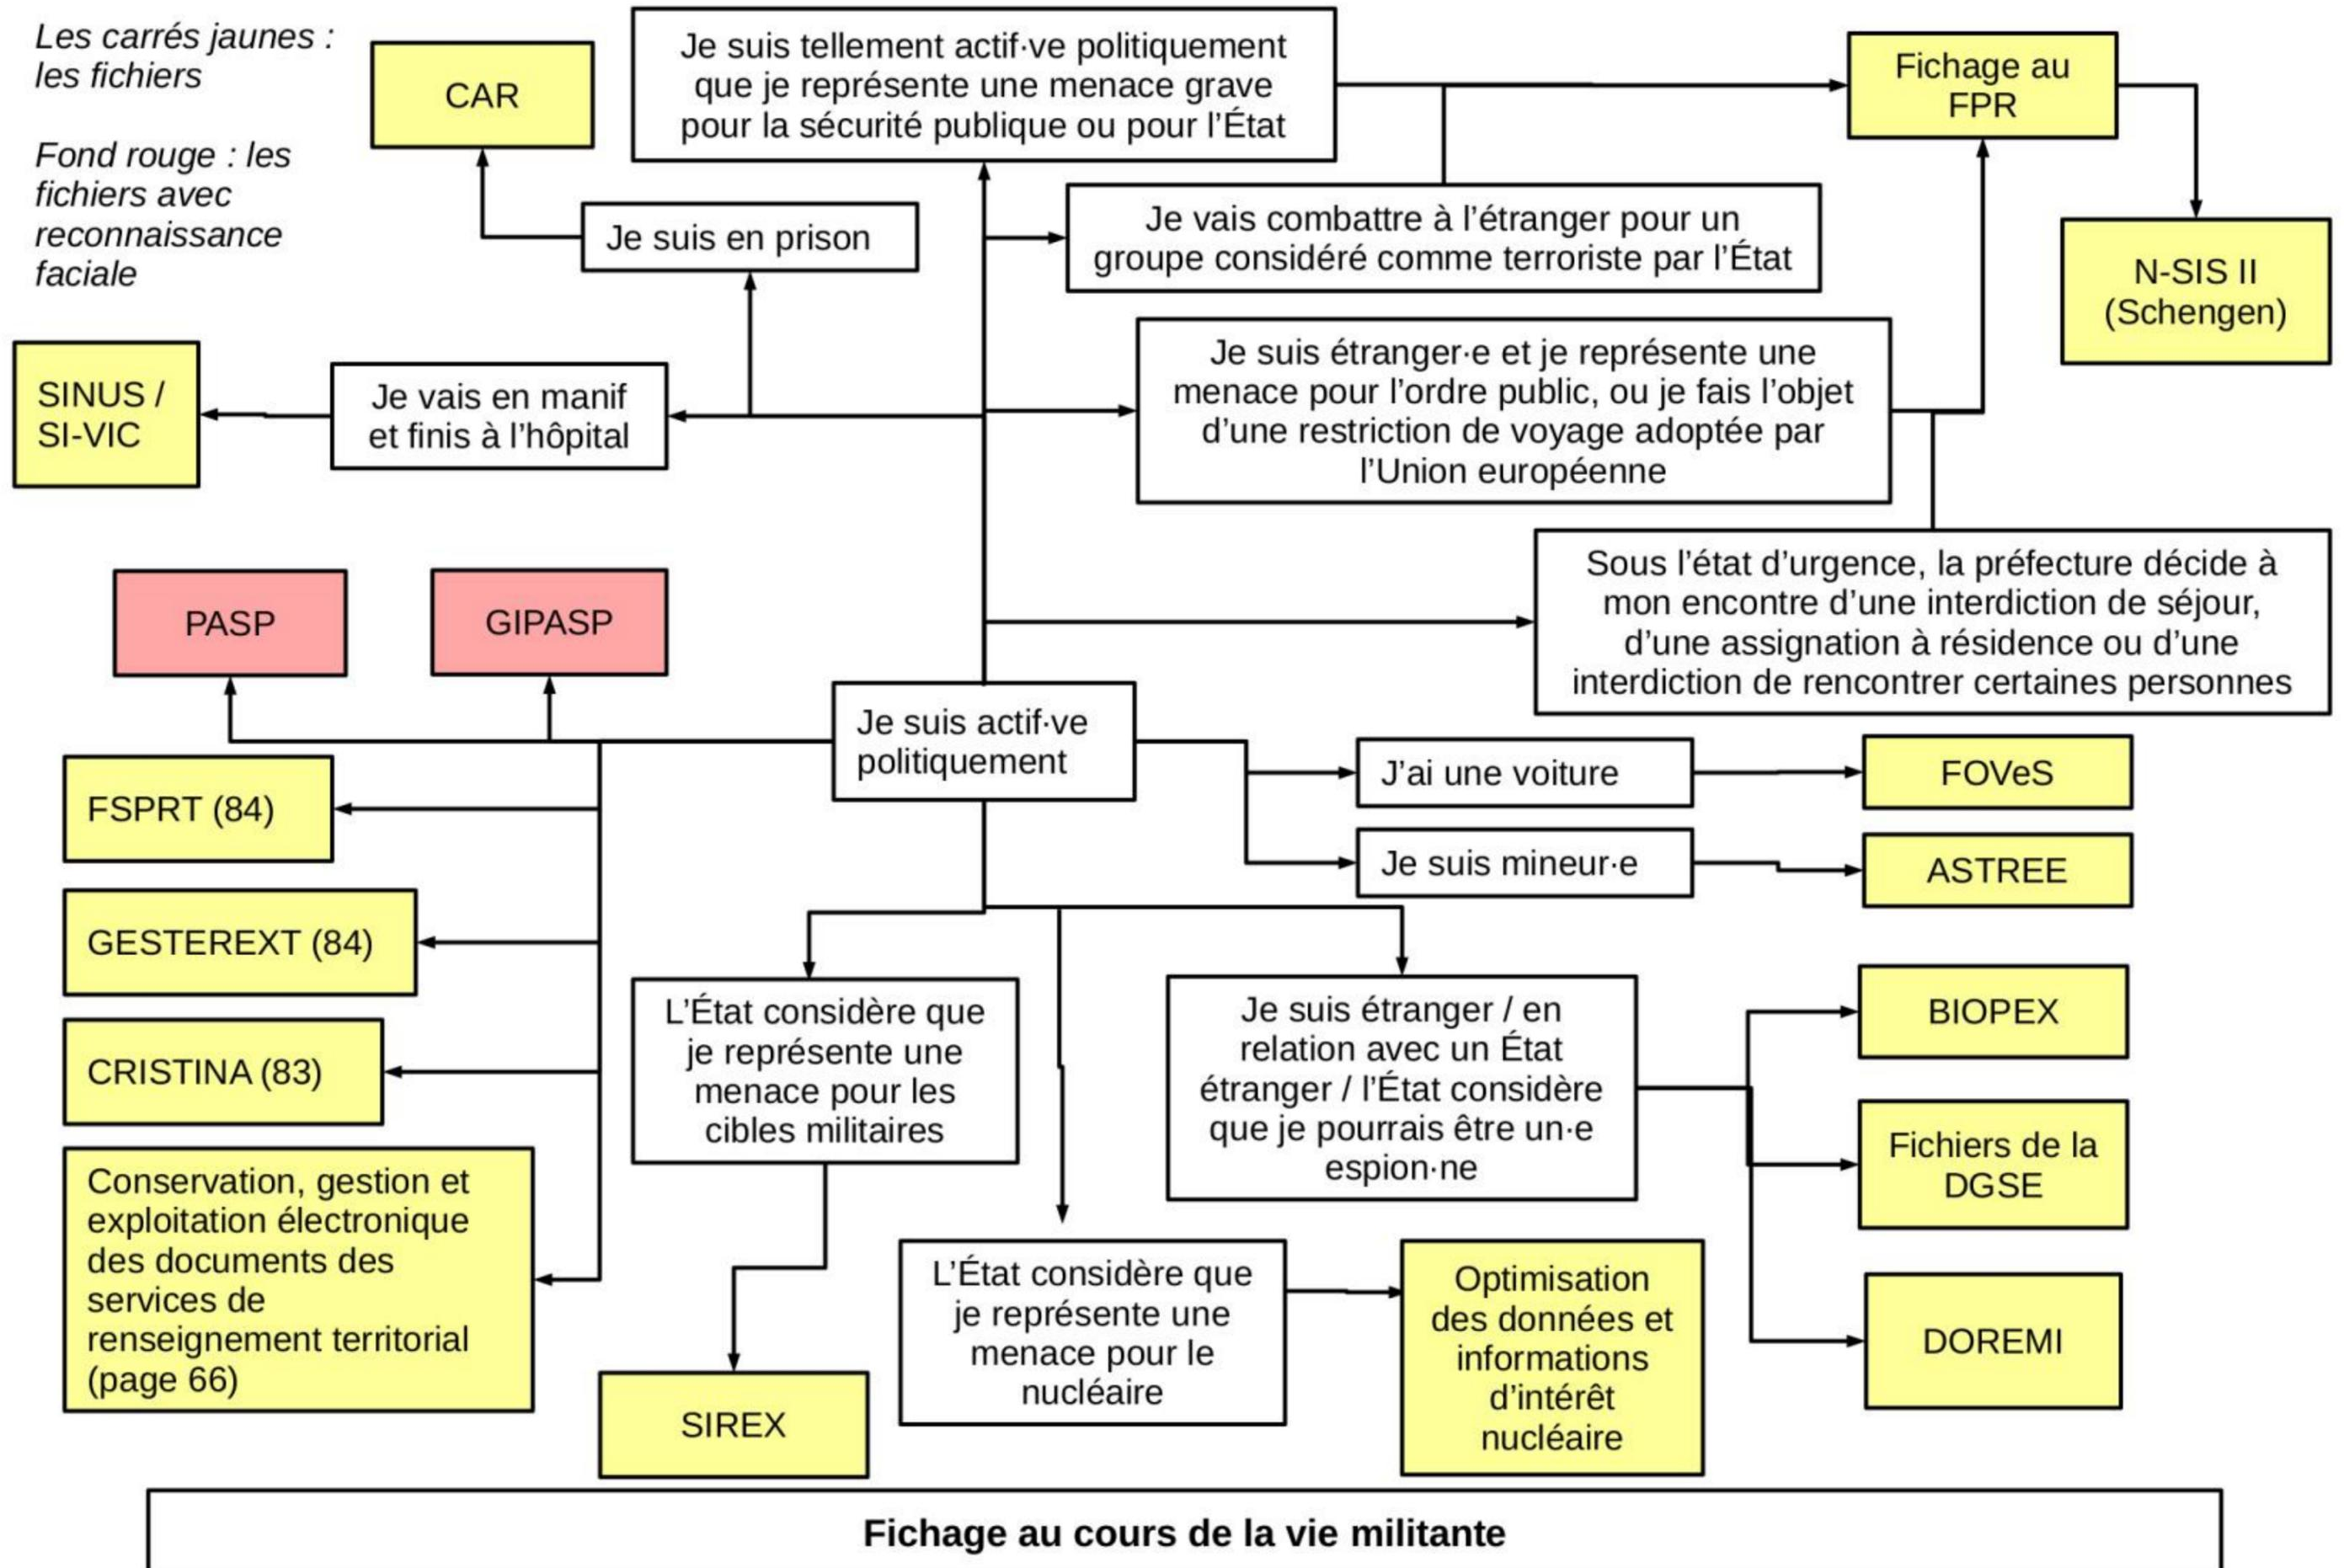 Les carrés jaunes :
les fichiers
Fond rouge : les
fichiers avec
reconnaissance
faciale
CAR
Je suis tellement actif·ve politiquement
que je représente une menace grave
pour la sécurité publique ou pour l’État
Fichage au
FPR
Je suis en prison
Je vais combattre à l’étranger pour un
groupe considéré comme terroriste par l’État
N-SIS II
(Schengen)
SINUS /
SI-VIC
Je vais en manif
et finis à l’hôpital
Je suis étranger·e et je représente une
menace pour l’ordre public, ou je fais l’objet
d’une restriction de voyage adoptée par
l’Union européenne
Sous l’état d’urgence, la préfecture décide à
mon encontre d’une interdiction de séjour,
d’une assignation à résidence ou d’une
interdiction de rencontrer certaines personnes
PASP
GIPASP
Je suis actif·ve
politiquement
J’ai une voiture
FOVeS
FSPRT (84)
Je suis mineur·e
ASTREE
GESTEREXT (84)
CRISTINA (83)
L’État considère que
je représente une
menace pour les
cibles militaires
Je suis étranger / en
relation avec un État
étranger / l’État considère
que je pourrais être un·e
espion·ne
BIOPEX
Fichiers de la
DGSE
Conservation, gestion et
exploitation électronique
des documents des
services de
renseignement territorial
(page 66)
L’État considère que
je représente une
menace pour le
nucléaire
Optimisation
des données et
informations
d’intérêt
nucléaire
DOREMI
SIREX
Fichage au cours de la vie militante